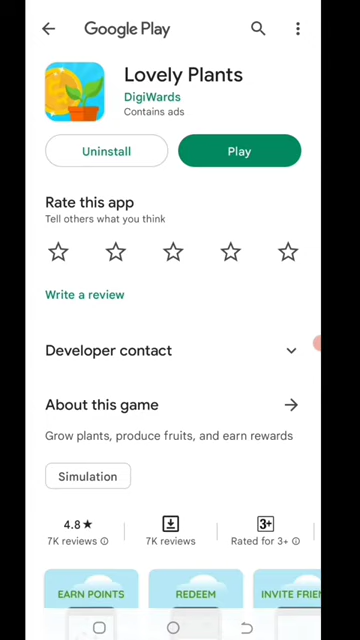 Google Play
Lovely Plants
DigiWards
Contains ads
Uninstall
Play
Rate this app
Tell others what you think
Write a review
Developer contact
About this game
Grow plants, produce fruits, and earn rewards
Simulation
4.8★
7K reviews
7K reviews
3+
Rated for 3+
EARN POINTS
REDEEM
INVITE FRIEN